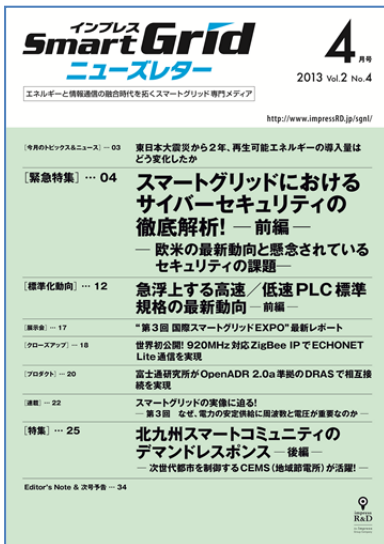 インプレス
SmartGrid
ニューズレター
エネルギーと情報通信の融合時代を拓くスマートグリッド専門メディア
4月号
2013 Vol.2 No.4
http://www.impressRD.jp/sgnl/
[今月のトピックス&ニュース] … 03
東日本大震災から2年、再生可能エネルギーの導入量は
どう変化したか
[緊急特集] … 04
スマートグリッドにおける
サイバーセキュリティの
徹底解析! ―前編―
― 欧米の最新動向と懸念されている
セキュリティの課題―
[標準化動向] … 12
急浮上する高速/低速PLC標準
規格の最新動向 ―前編―
[展示会] … 17
"第3回 国際スマートグリッドEXPO"最新レポート
[クローズアップ] … 18
世界初公開! 920MHz対応ZigBee IPでECHONET
Lite通信を実現
[プロダクト] … 20
富士通研究所がOpenADR 2.0a準拠のDRASで相互接
続を実現
[連載] … 22
スマートグリッドの実像に迫る!
― 第3回 なぜ、電力の安定供給に周波数と電圧が重要なのか ―
[特集] … 25
北九州スマートコミュニティの
デマンドレスポンス ―後編―
― 次世代都市を制御するCEMS(地域節電所)が活躍! ―
Editor's Note & 次号予告 … 34
impress
R&D